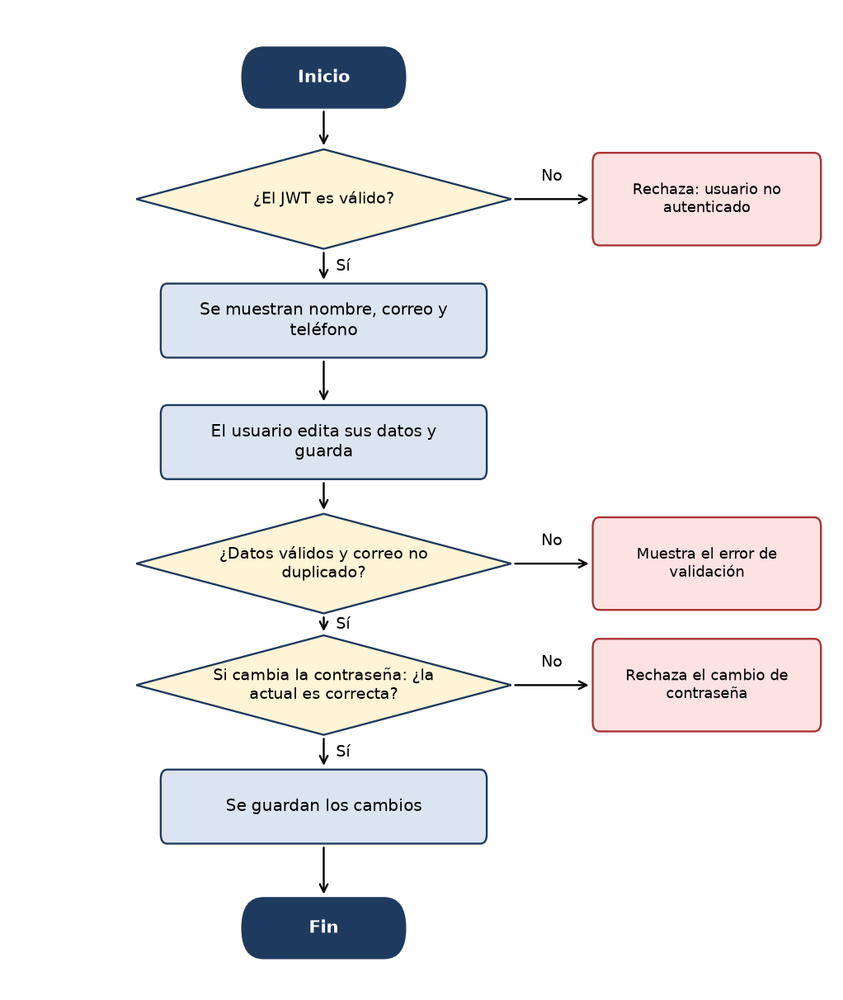 Inicio
¿El JWT es válido?
No
Rechaza: usuario no
autenticado
Sí
Se muestran nombre, correo y
teléfono
El usuario edita sus datos y
guarda
¿Datos válidos y correo no
duplicado?
No
Muestra el error de
validación
Sí
Si cambia la contraseña: ¿la
actual es correcta?
No
Rechaza el cambio de
contraseña
Sí
Se guardan los cambios
Fin